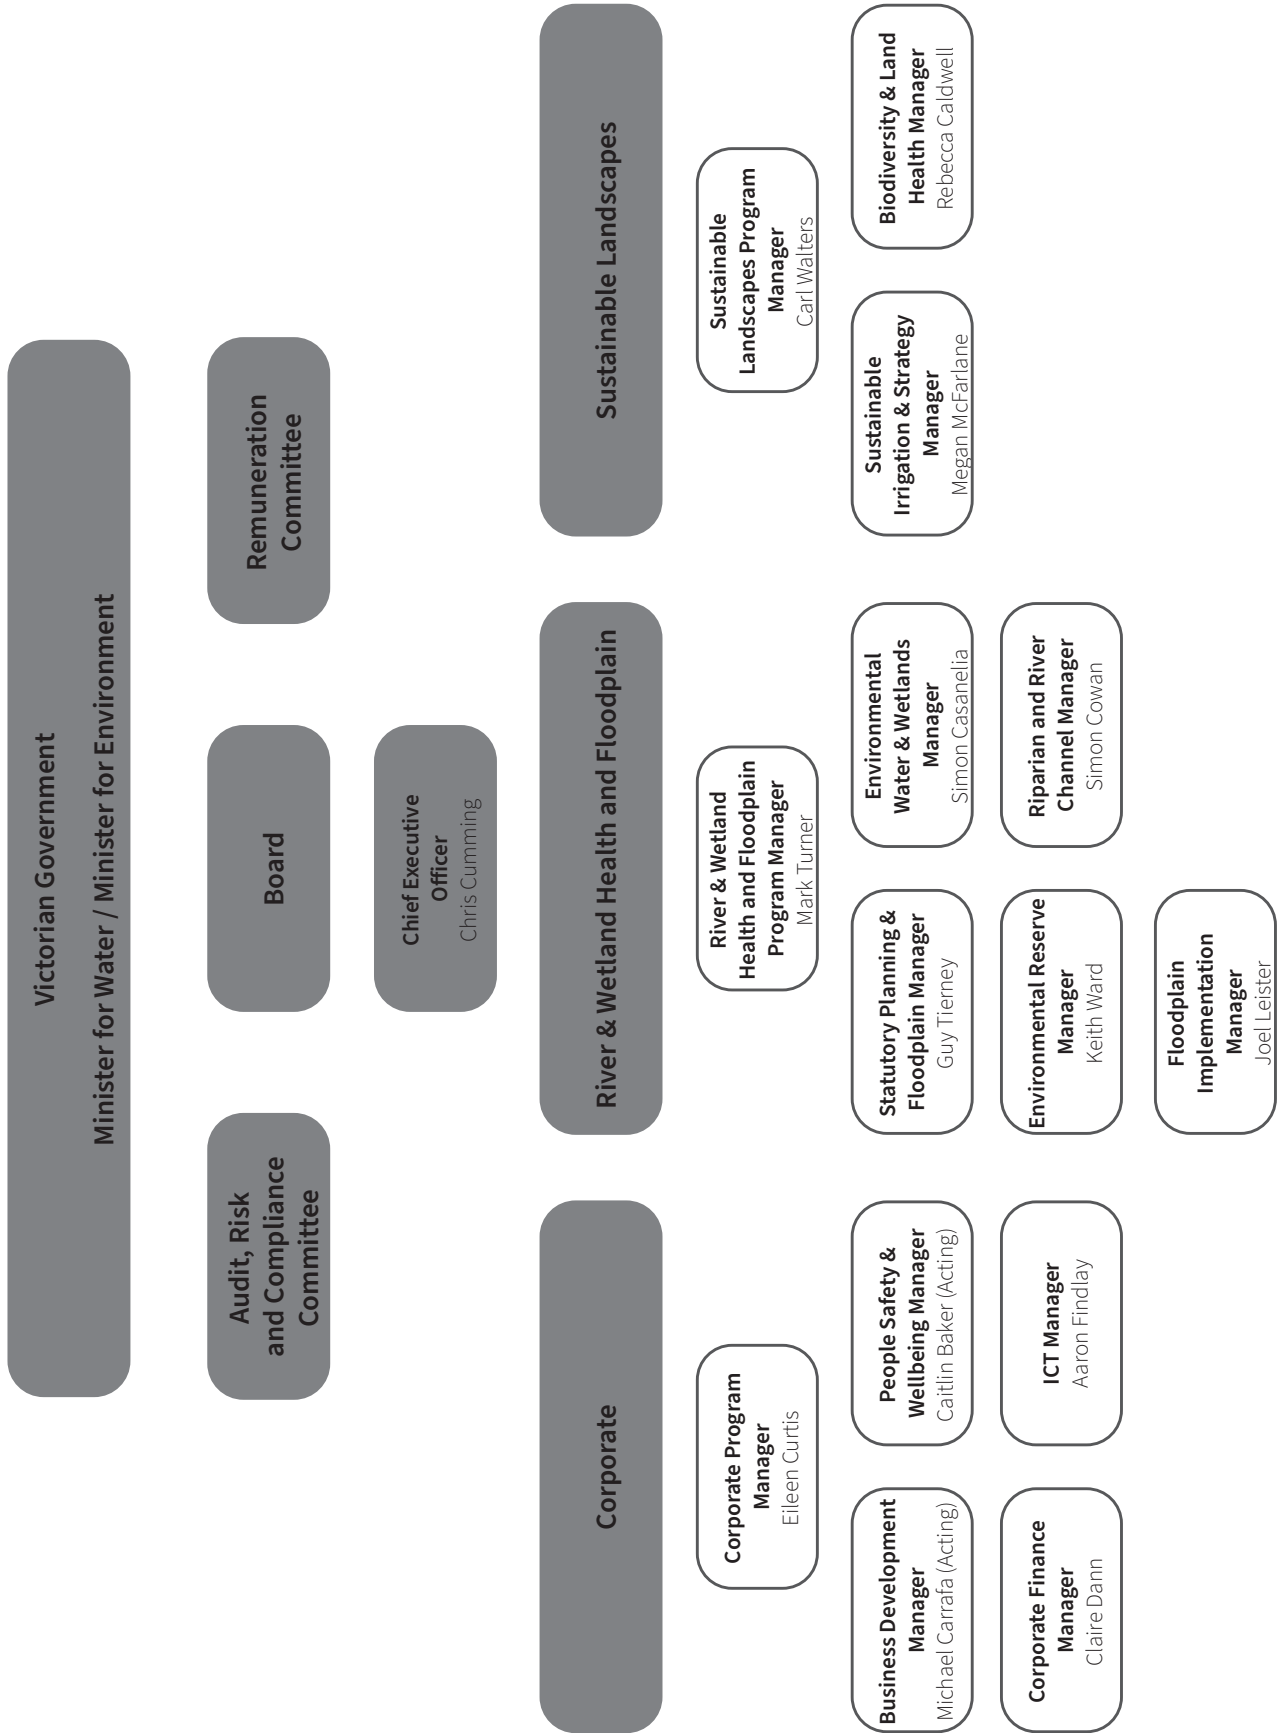 Victorian Government
Minister for Water / Minister for Environment
Audit, Risk
and Compliance
Committee
Board
Remuneration
Committee
Chief Executive
Officer
Chris Cumming
Corporate
River & Wetland Health and Floodplain
Sustainable Landscapes
Corporate Program
Manager
Eileen Curtis
River & Wetland
Health and Floodplain
Program Manager
Mark Turner
Sustainable
Landscapes Program
Manager
Carl Walters
Business Development
Manager
Michael Carrafa (Acting)
People Safety &
Wellbeing Manager
Caitlin Baker (Acting)
Statutory Planning &
Floodplain Manager
Guy Tierney
Environmental
Water & Wetlands
Manager
Simon Casanelia
Sustainable
Irrigation & Strategy
Manager
Megan McFarlane
Biodiversity & Land
Health Manager
Rebecca Caldwell
Corporate Finance
Manager
Claire Dann
ICT Manager
Aaron Findlay
Environmental Reserve
Manager
Keith Ward
Riparian and River
Channel Manager
Simon Cowan
Floodplain
Implementation
Manager
Joel Leister